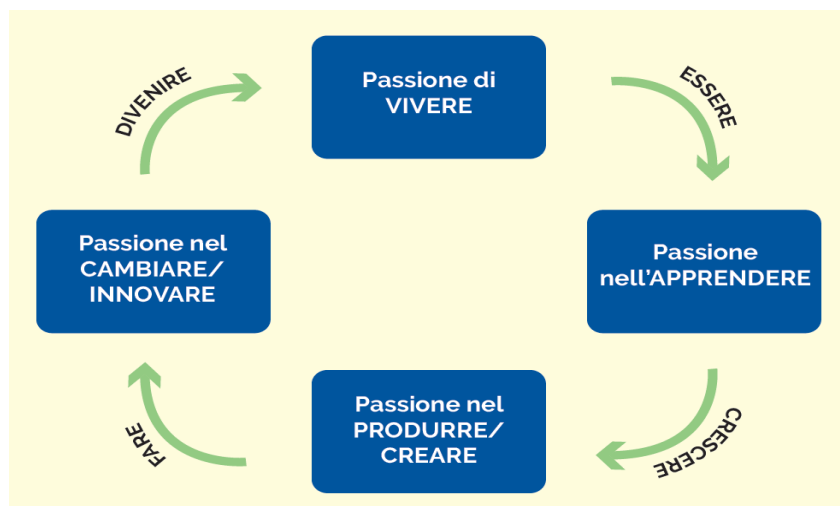 Passione di
VIVERE
ESSERE
Passione
nell'APPRENDERE
CRESCERE
Passione nel
PRODURRE/
CREARE
FARE
Passione nel
CAMBIARE/
INNOVARE
DIVENIRE